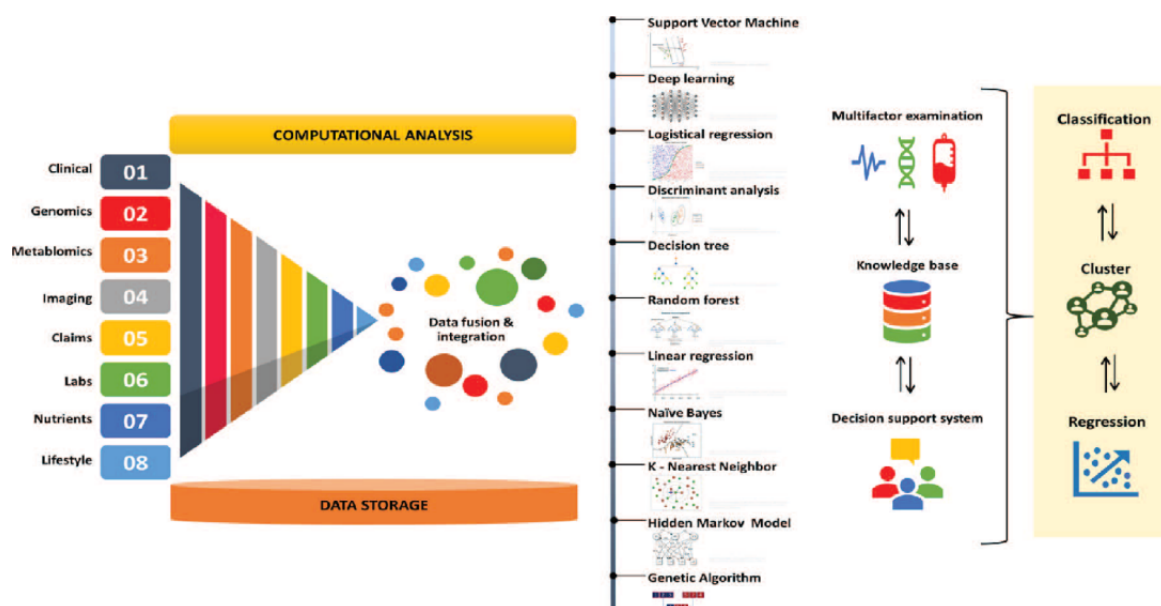 COMPUTATIONAL ANALYSIS
Clinical
01
Genomics
02
Metablomics
03
Imaging
04
Claims
05
Labs
06
Nutrients
07
Lifestyle
08
Data fusion &
integration
DATA STORAGE
Support Vector Machine
Deep learning
Logistical regression
Discriminant analysis
Decision tree
Random forest
Linear regression
Naïve Bayes
K - Nearest Neighbor
Hidden Markov Model
Genetic Algorithm
Multifactor examination
Knowledge base
Decision support system
Classification
Cluster
Regression